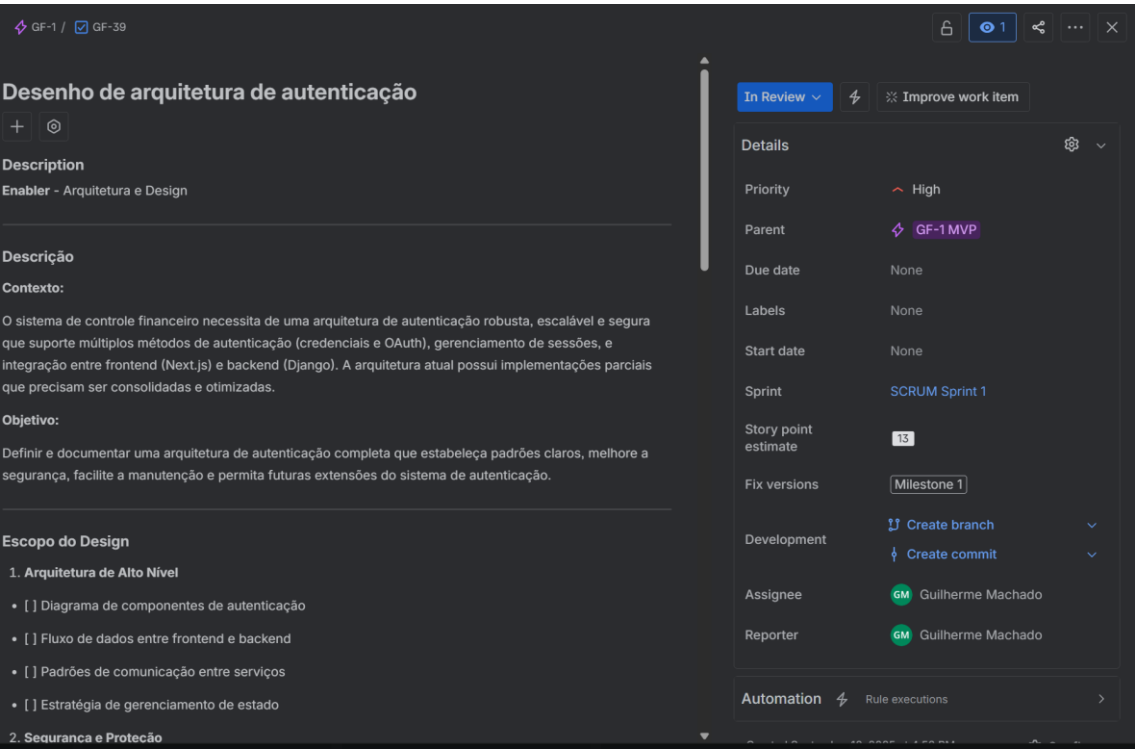 GF-1 / GF-39
1
Desenho de arquitetura de autenticação
Description
Enabler - Arquitetura e Design
Descrição
Contexto:
O sistema de controle financeiro necessita de uma arquitetura de autenticação robusta, escalável e segura
que suporte múltiplos métodos de autenticação (credenciais e OAuth), gerenciamento de sessões, e
integração entre frontend (Next.js) e backend (Django). A arquitetura atual possui implementações parciais
que precisam ser consolidadas e otimizadas.
Objetivo:
Definir e documentar uma arquitetura de autenticação completa que estabeleça padrões claros, melhore a
segurança, facilite a manutenção e permita futuras extensões do sistema de autenticação.
Escopo do Design
1. Arquitetura de Alto Nível
• [ ] Diagrama de componentes de autenticação
• [ ] Fluxo de dados entre frontend e backend
• [ ] Padrões de comunicação entre serviços
• [ ] Estratégia de gerenciamento de estado
2. Segurança e Proteção
In Review
Improve work item
Details
Priority High
Parent GF-1 MVP
Due date None
Labels None
Start date None
Sprint SCRUM Sprint 1
Story point
estimate
13
Fix versions Milestone 1
Development
Create branch
Create commit
Assignee GM Guilherme Machado
Reporter GM Guilherme Machado
Automation Rule executions